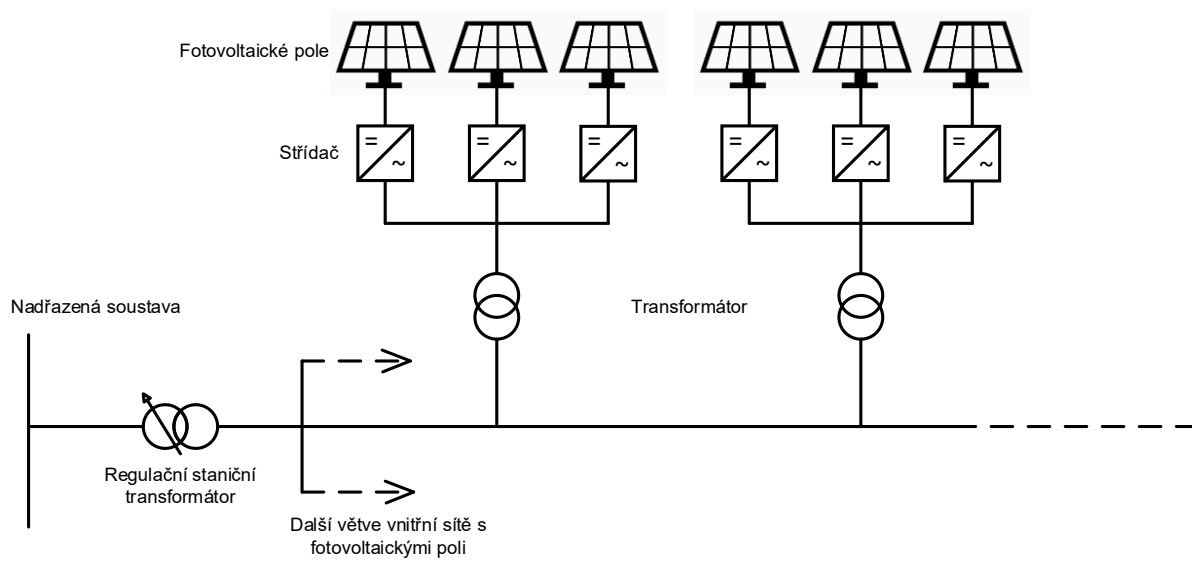 Fotovoltaické pole
Střídač
Nadřazená soustava
Transformátor
Regulační staniční
transformátor
Další větve vnitřní sítě s
fotovoltaickými poli